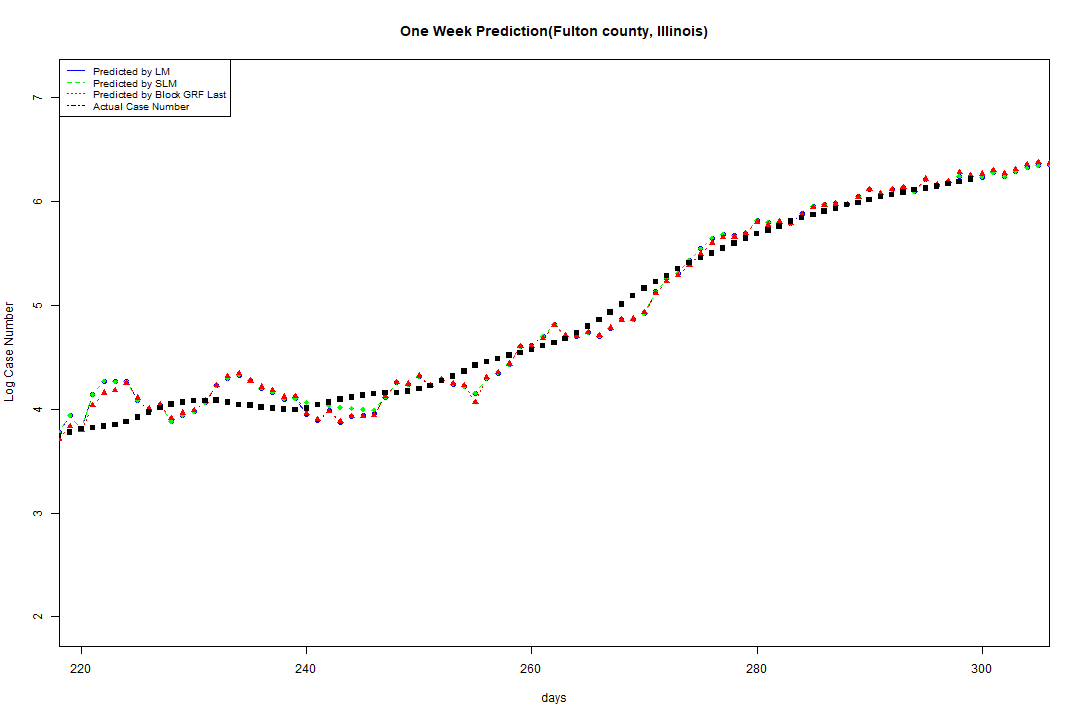 One Week Prediction(Fulton county, Illinois)
Predicted by LM
Predicted by SLM
Predicted by Block GRF Last
Actual Case Number
7
6
5
4
3
2
Log Case Number
220 240 260 280 300
days